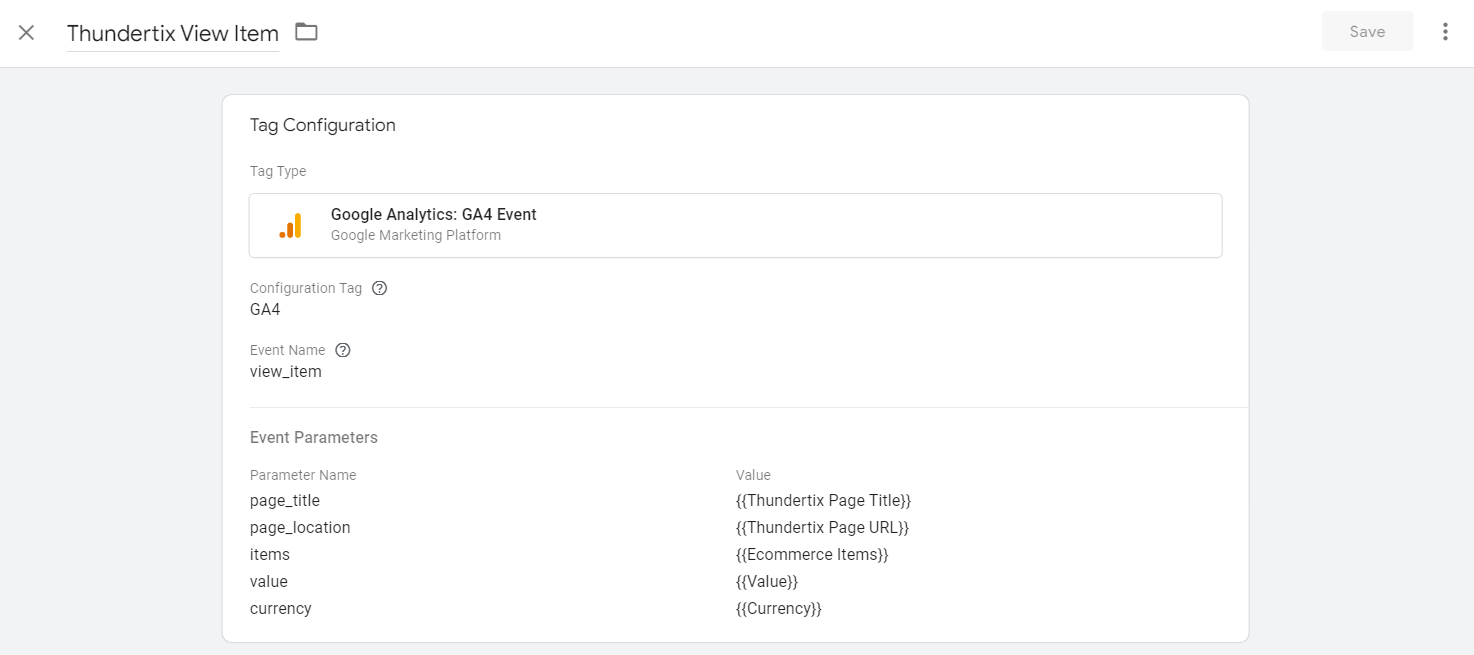 Thundertix View Item
Save
Tag Configuration
Tag Type
Google Analytics: GA4 Event
Google Marketing Platform
Configuration Tag
GA4
Event Name
view_item
Event Parameters
Parameter Name Value
page_title {{Thundertix Page Title}}
page_location {{Thundertix Page URL}}
items {{Ecommerce Items}}
value {{Value}}
currency {{Currency}}